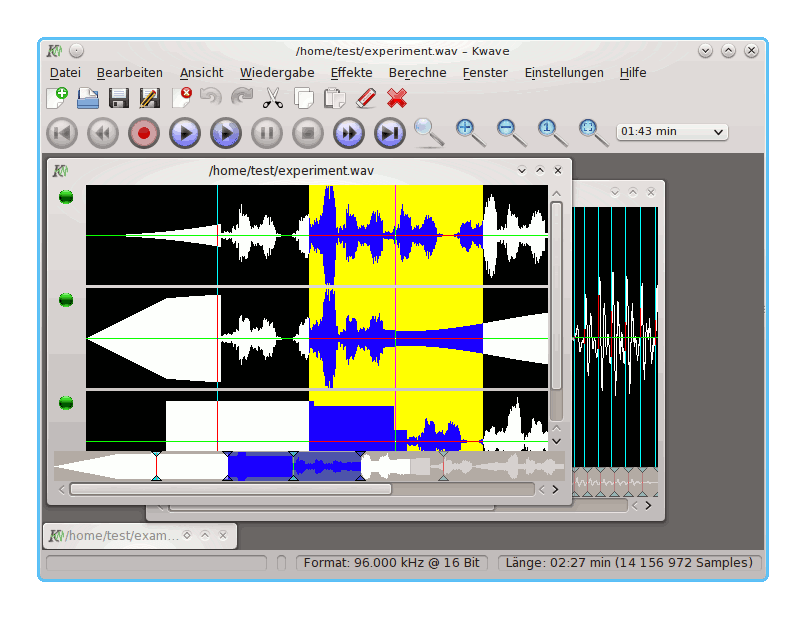 /home/test/experiment.wav – Kwave
Datei Bearbeiten Ansicht Wiedergabe Effekte Berechne Fenster Einstellungen Hilfe
1
01:43 min
/home/test/experiment.wav
/home/test/exam...
Format: 96.000 kHz @ 16 Bit Länge: 02:27 min (14 156 972 Samples)